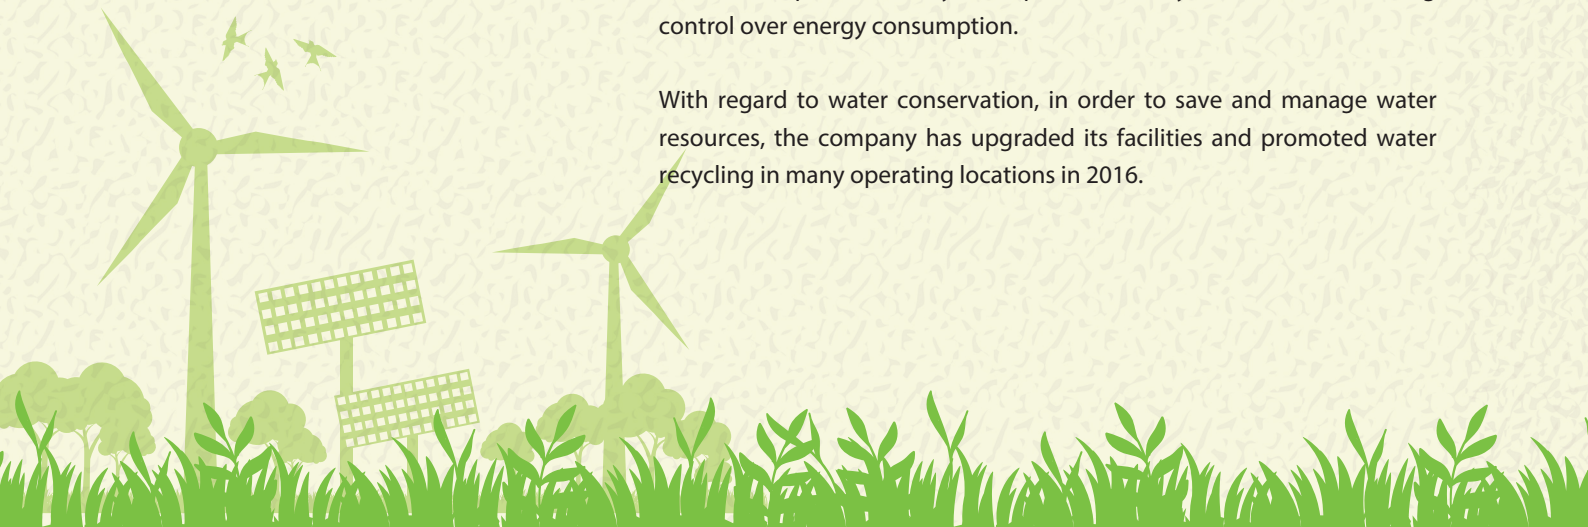 control over energy consumption.
With regard to water conservation, in order to save and manage water
resources, the company has upgraded its facilities and promoted water
recycling in many operating locations in 2016.